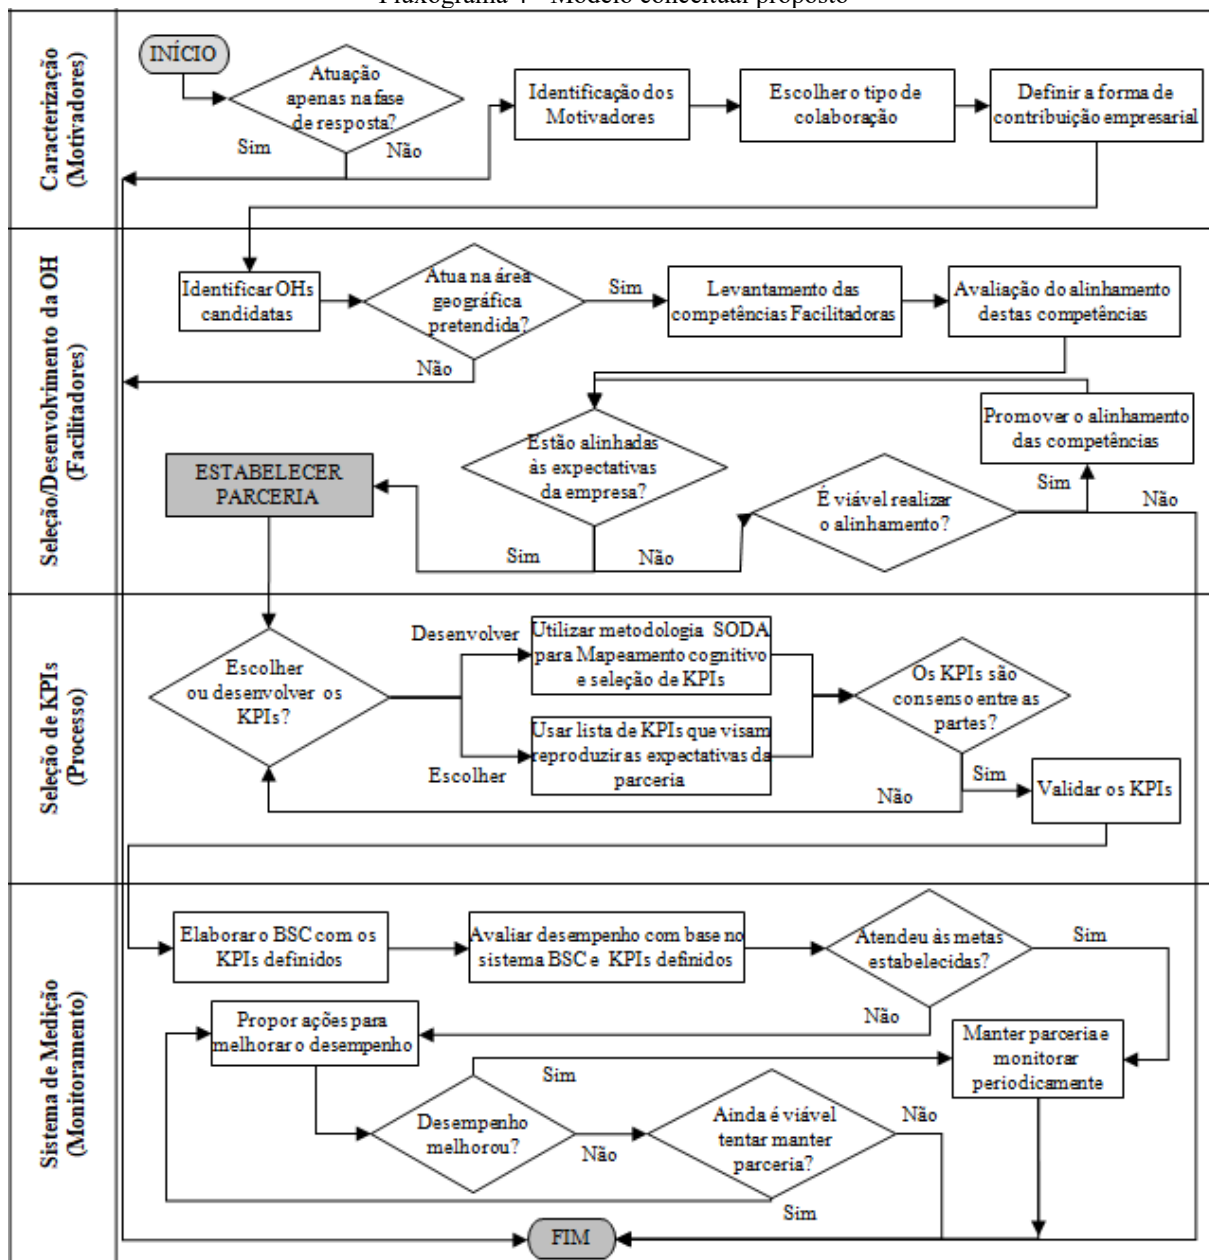 Fluxograma 4 - Modelo conceitual proposto
Caracterização
(Motivadores)
INÍCIO
Atuação
apenas na fase
de resposta?
Sim
Não
Identificação dos
Motivadores
Escolher o tipo de
colaboração
Definir a forma de
contribuição empresarial
Seleção/Desenvolvimento da OH
(Facilitadores)
Identificar OHs
candidatas
Atua na área
geográfica
pretendida?
Sim
Não
Levantamento das
competências Facilitadoras
Avaliação do alinhamento
destas competências
Estão alinhadas
às expectativas
da empresa?
Sim
Não
ESTABELECER
PARCERIA
É viável realizar
o alinhamento?
Sim
Não
Promover o alinhamento
das competências
Seleção de KPIs
(Processo)
Escolher
ou desenvolver os
KPIs?
Desenvolver
Utilizar metodologia SODA
para Mapeamento cognitivo
e seleção de KPIs
Escolher
Usar lista de KPIs que visam
reproduzir as expectativas da
parceria
Os KPIs são
consenso entre as
partes?
Sim
Não
Validar os KPIs
Sistema de Medição
(Monitoramento)
Elaborar o BSC com os
KPIs definidos
Avaliar desempenho com base no
sistema BSC e KPIs definidos
Atendeu às metas
estabelecidas?
Sim
Não
Propor ações para
melhorar o desempenho
Manter parceria e
monitorar
periodicamente
Desempenho
melhorou?
Sim
Não
Ainda é viável
tentar manter
parceria?
Não
Sim
FIM